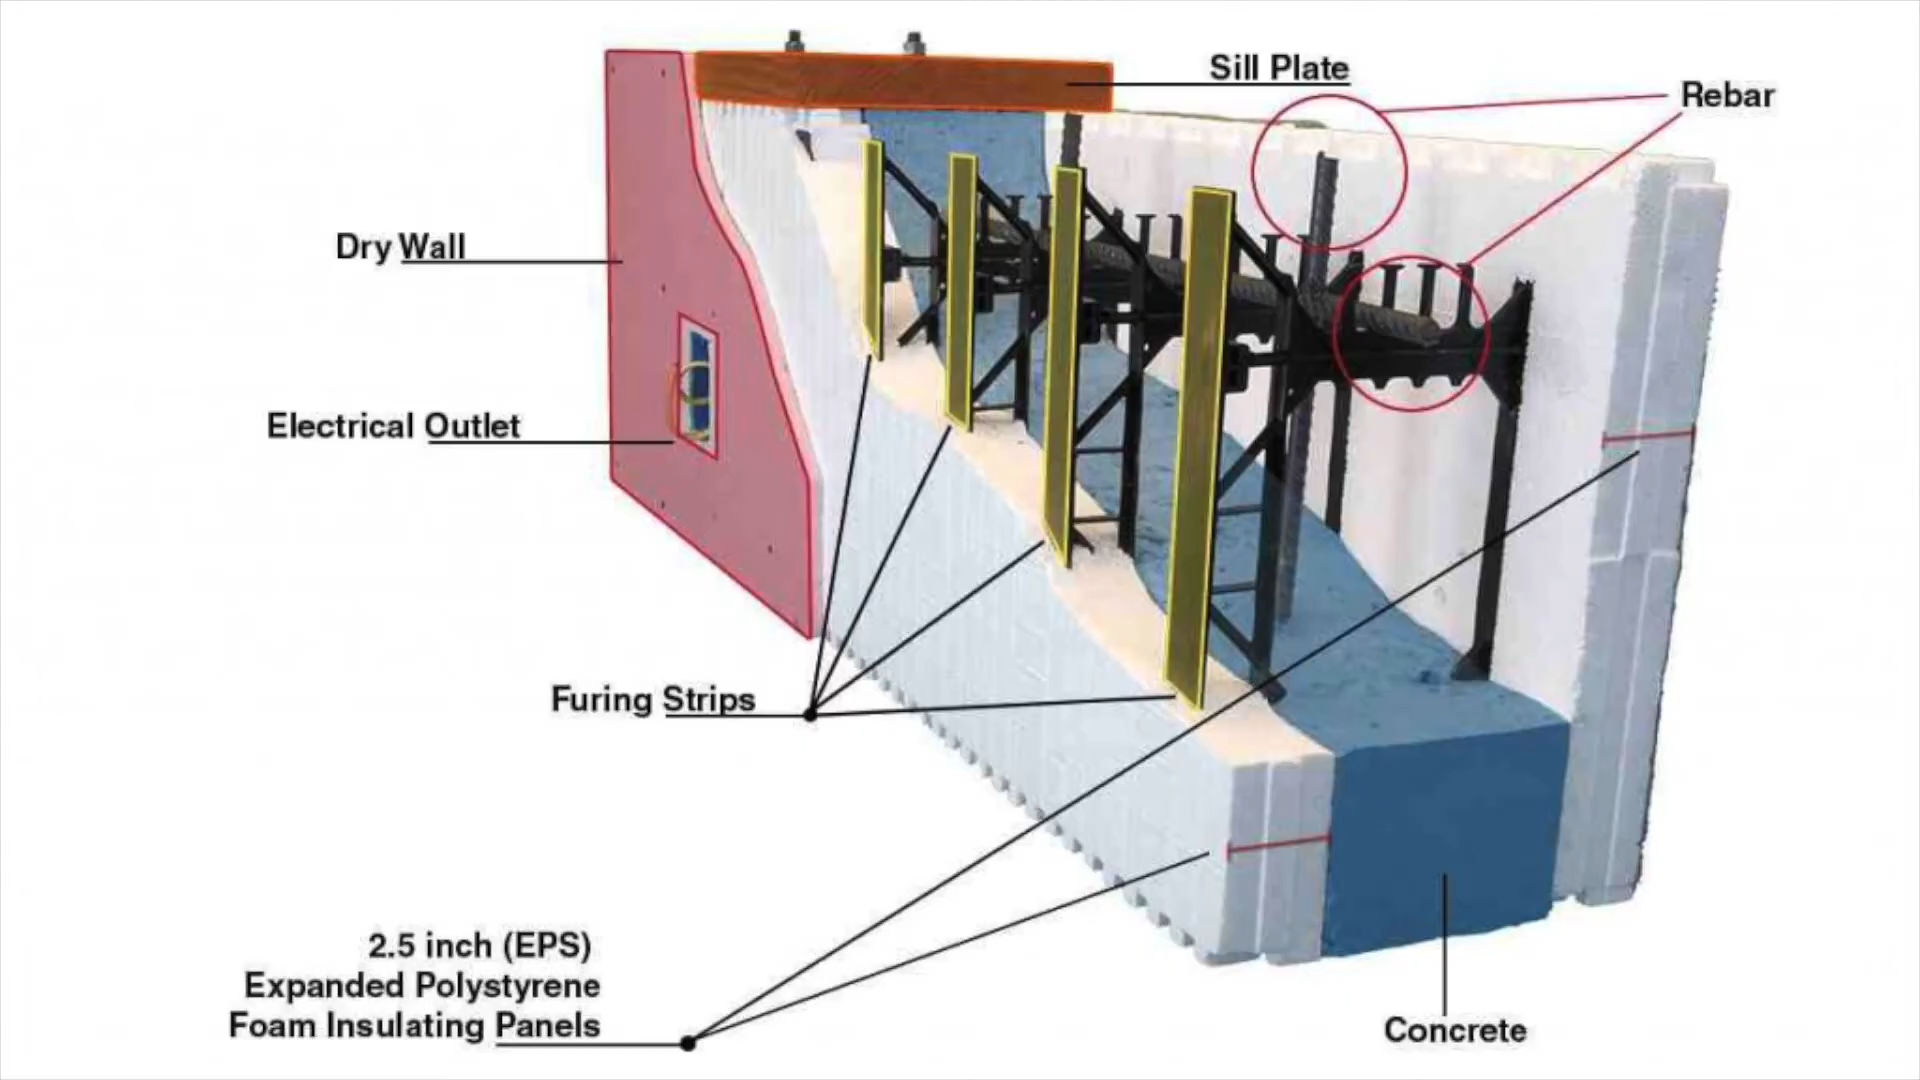 Sill Plate
Rebar
Dry Wall
Electrical Outlet
Furing Strips
2.5 inch (EPS)
Expanded Polystyrene
Foam Insulating Panels
Concrete